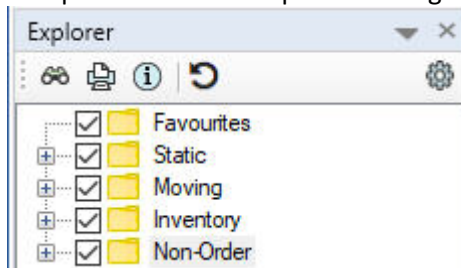 Explorer
Favourites
Static
Moving
Inventory
Non-Order